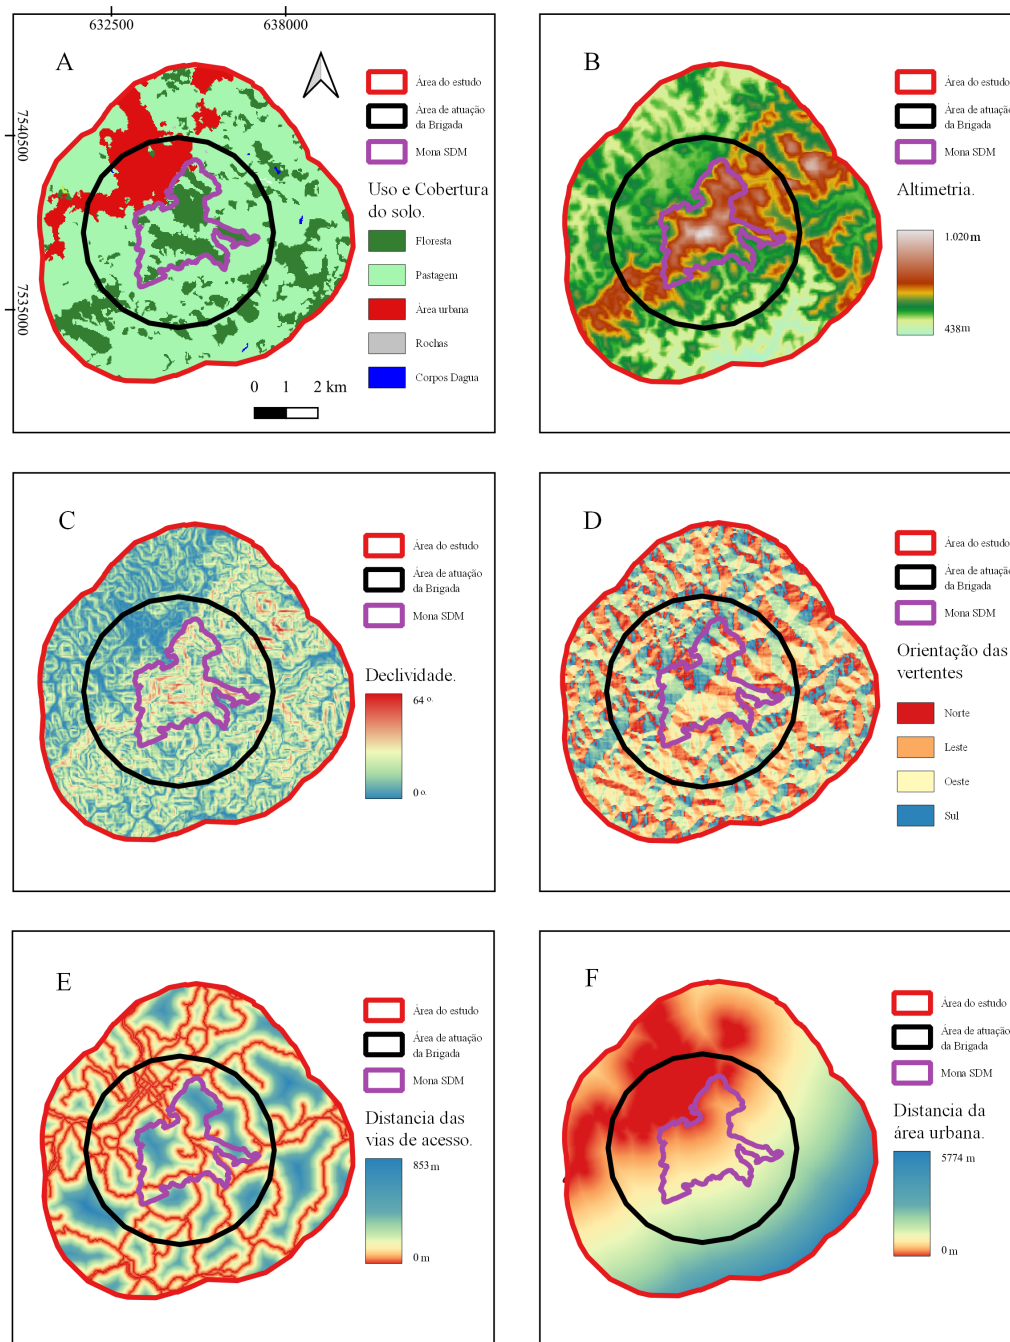 632500
638000
7540500
7535000
A
Área do estudo
Área de atuação
da Brigada
Mona SDM
Uso e Cobertura
do solo.
Floresta
Pastagem
Área urbana
Rochas
Corpos Dagua
0 1 2 km
B
Área do estudo
Área de atuação
da Brigada
Mona SDM
Altimetria.
1.020 m
438 m
C
Área do estudo
Área de atuação
da Brigada
Mona SDM
Declividade.
64 º.
0 º.
D
Área do estudo
Área de atuação
da Brigada
Mona SDM
Orientação das
vertentes
Norte
Leste
Oeste
Sul
E
Área do estudo
Área de atuação
da Brigada
Mona SDM
Distancia das
vias de acesso.
853 m
0 m
F
Área do estudo
Área de atuação
da Brigada
Mona SDM
Distancia da
área urbana.
5774 m
0 m